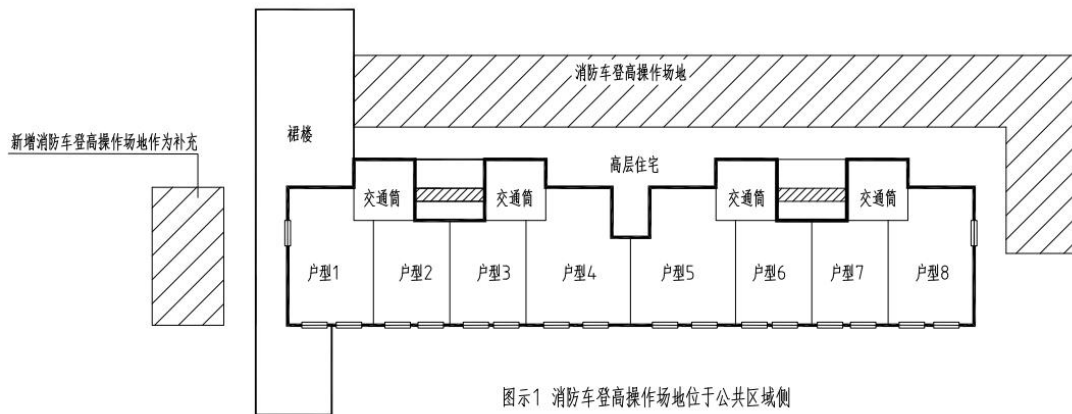 消防车登高操作场地
裙楼
新增消防车登高操作场地作为补充
高层住宅
交通筒
交通筒
交通筒
交通筒
户型1
户型2
户型3
户型4
户型5
户型6
户型7
户型8
图示1 消防车登高操作场地位于公共区域侧